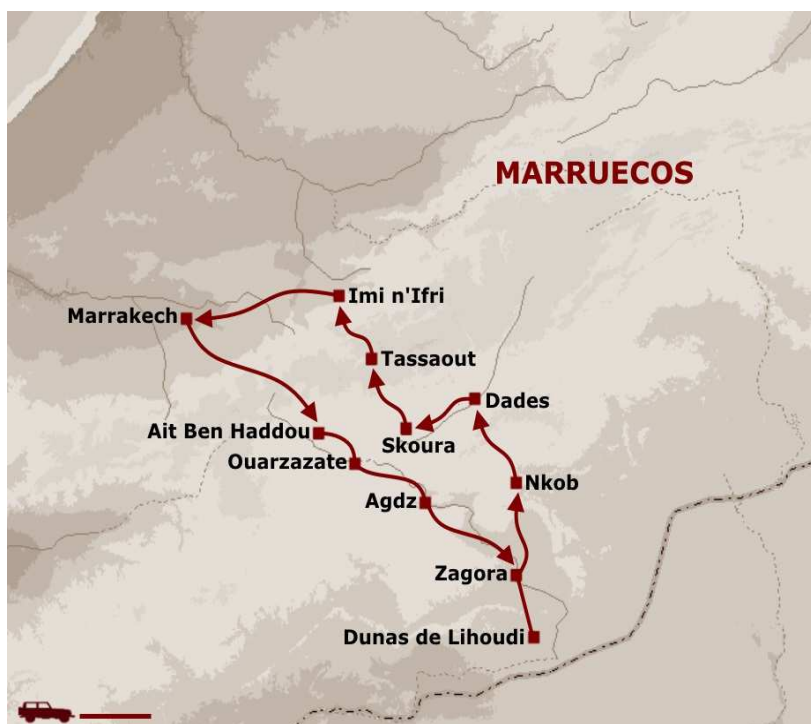 MARRUECOS
Imi n'Ifri
Marrakech
Tassaout
Dades
Ait Ben Haddou
Skoura
Ouarzazate
Nkob
Agdz
Zagora
Dunas de Lihoudi